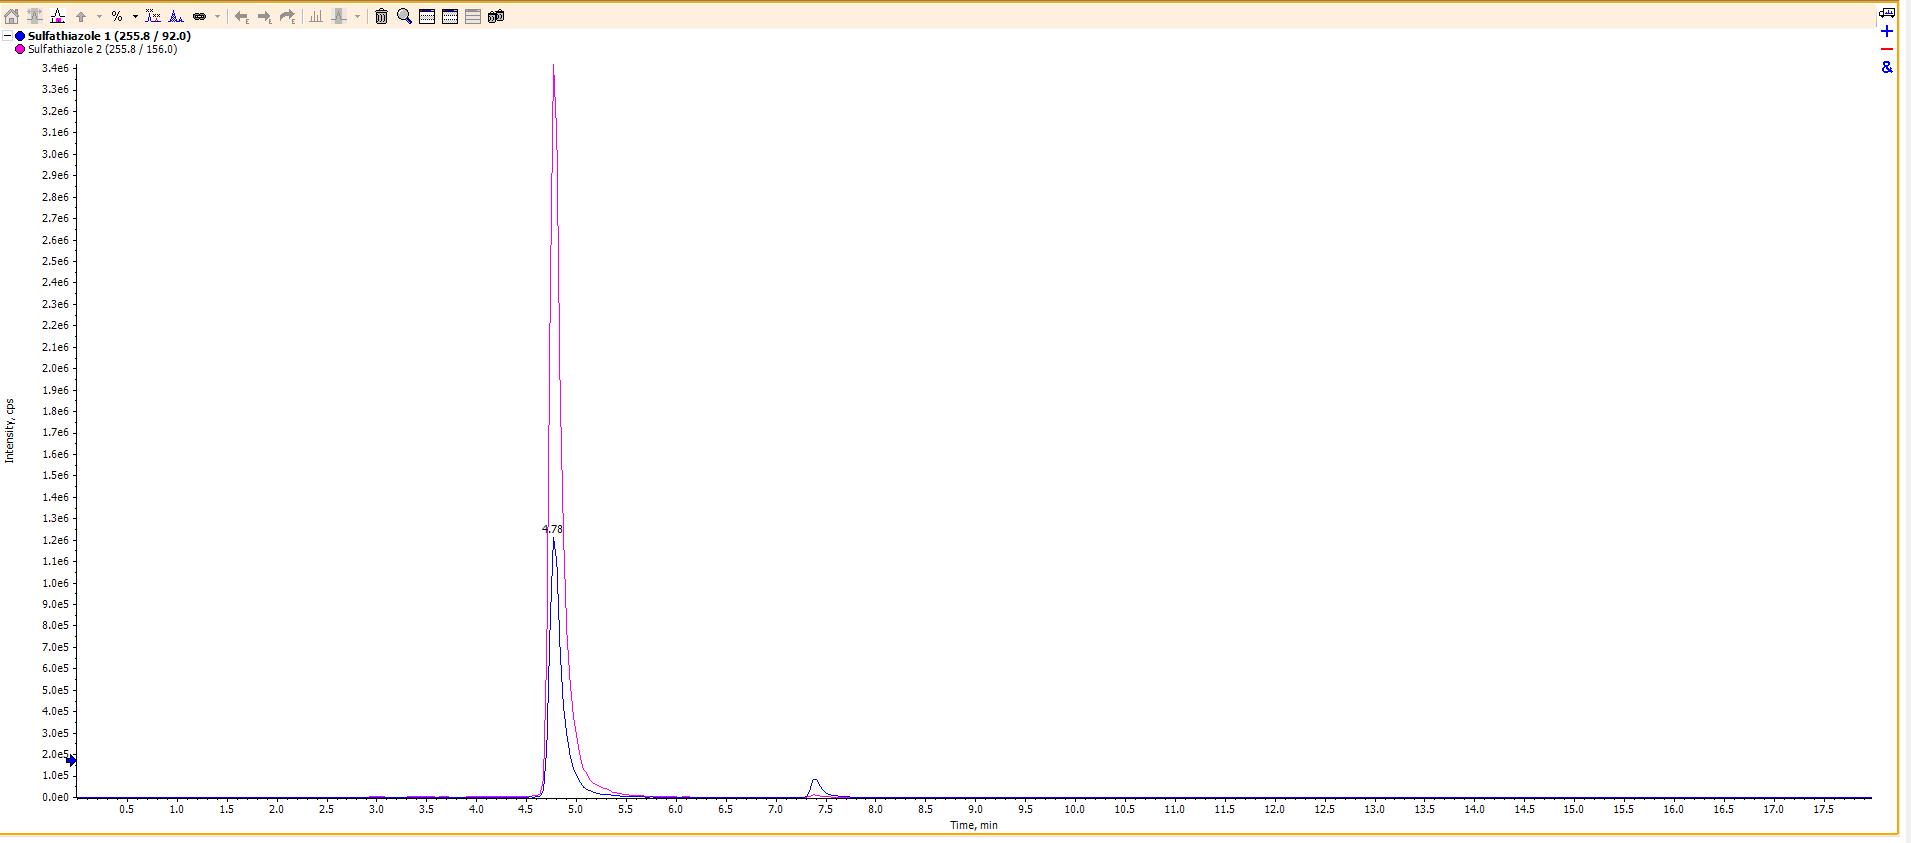 %
Sulfathiazole 1 (255.8 / 92.0)
Sulfathiazole 2 (255.8 / 156.0)
&
3.4e6
3.3e6
3.2e6
3.1e6
3.0e6
2.9e6
2.8e6
2.7e6
2.6e6
2.5e6
2.4e6
2.3e6
2.2e6
2.1e6
2.0e6
1.9e6
1.8e6
1.7e6
1.6e6
1.5e6
1.4e6
1.3e6
1.2e6
1.1e6
1.0e6
9.0e5
8.0e5
7.0e5
6.0e5
5.0e5
4.0e5
3.0e5
2.0e5
1.0e5
0.0e0
Intensity, cps
4.78
0.5 1.0 1.5 2.0 2.5 3.0 3.5 4.0 4.5 5.0 5.5 6.0 6.5 7.0 7.5 8.0 8.5 9.0 9.5 10.0 10.5 11.0 11.5 12.0 12.5 13.0 13.5 14.0 14.5 15.0 15.5 16.0 16.5 17.0 17.5
Time, min